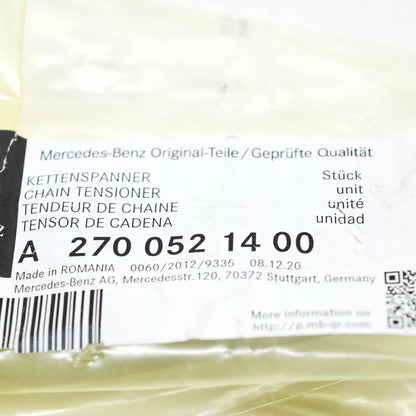 Mercedes-Benz Original-Teile/Geprüfte Qualität
KETTENSPANNER Stück
CHAIN TENSIONER unit
TENDEUR DE CHAINE unité
TENSOR DE CADENA unidad
A 270 052 14 00
Made in ROMANIA 0060/2012/9335 08.12.20
Mercedes-Benz AG, Mercedesstr.120, 70372 Stuttgart, Germany
More information on
http://p.mb-qr.com/